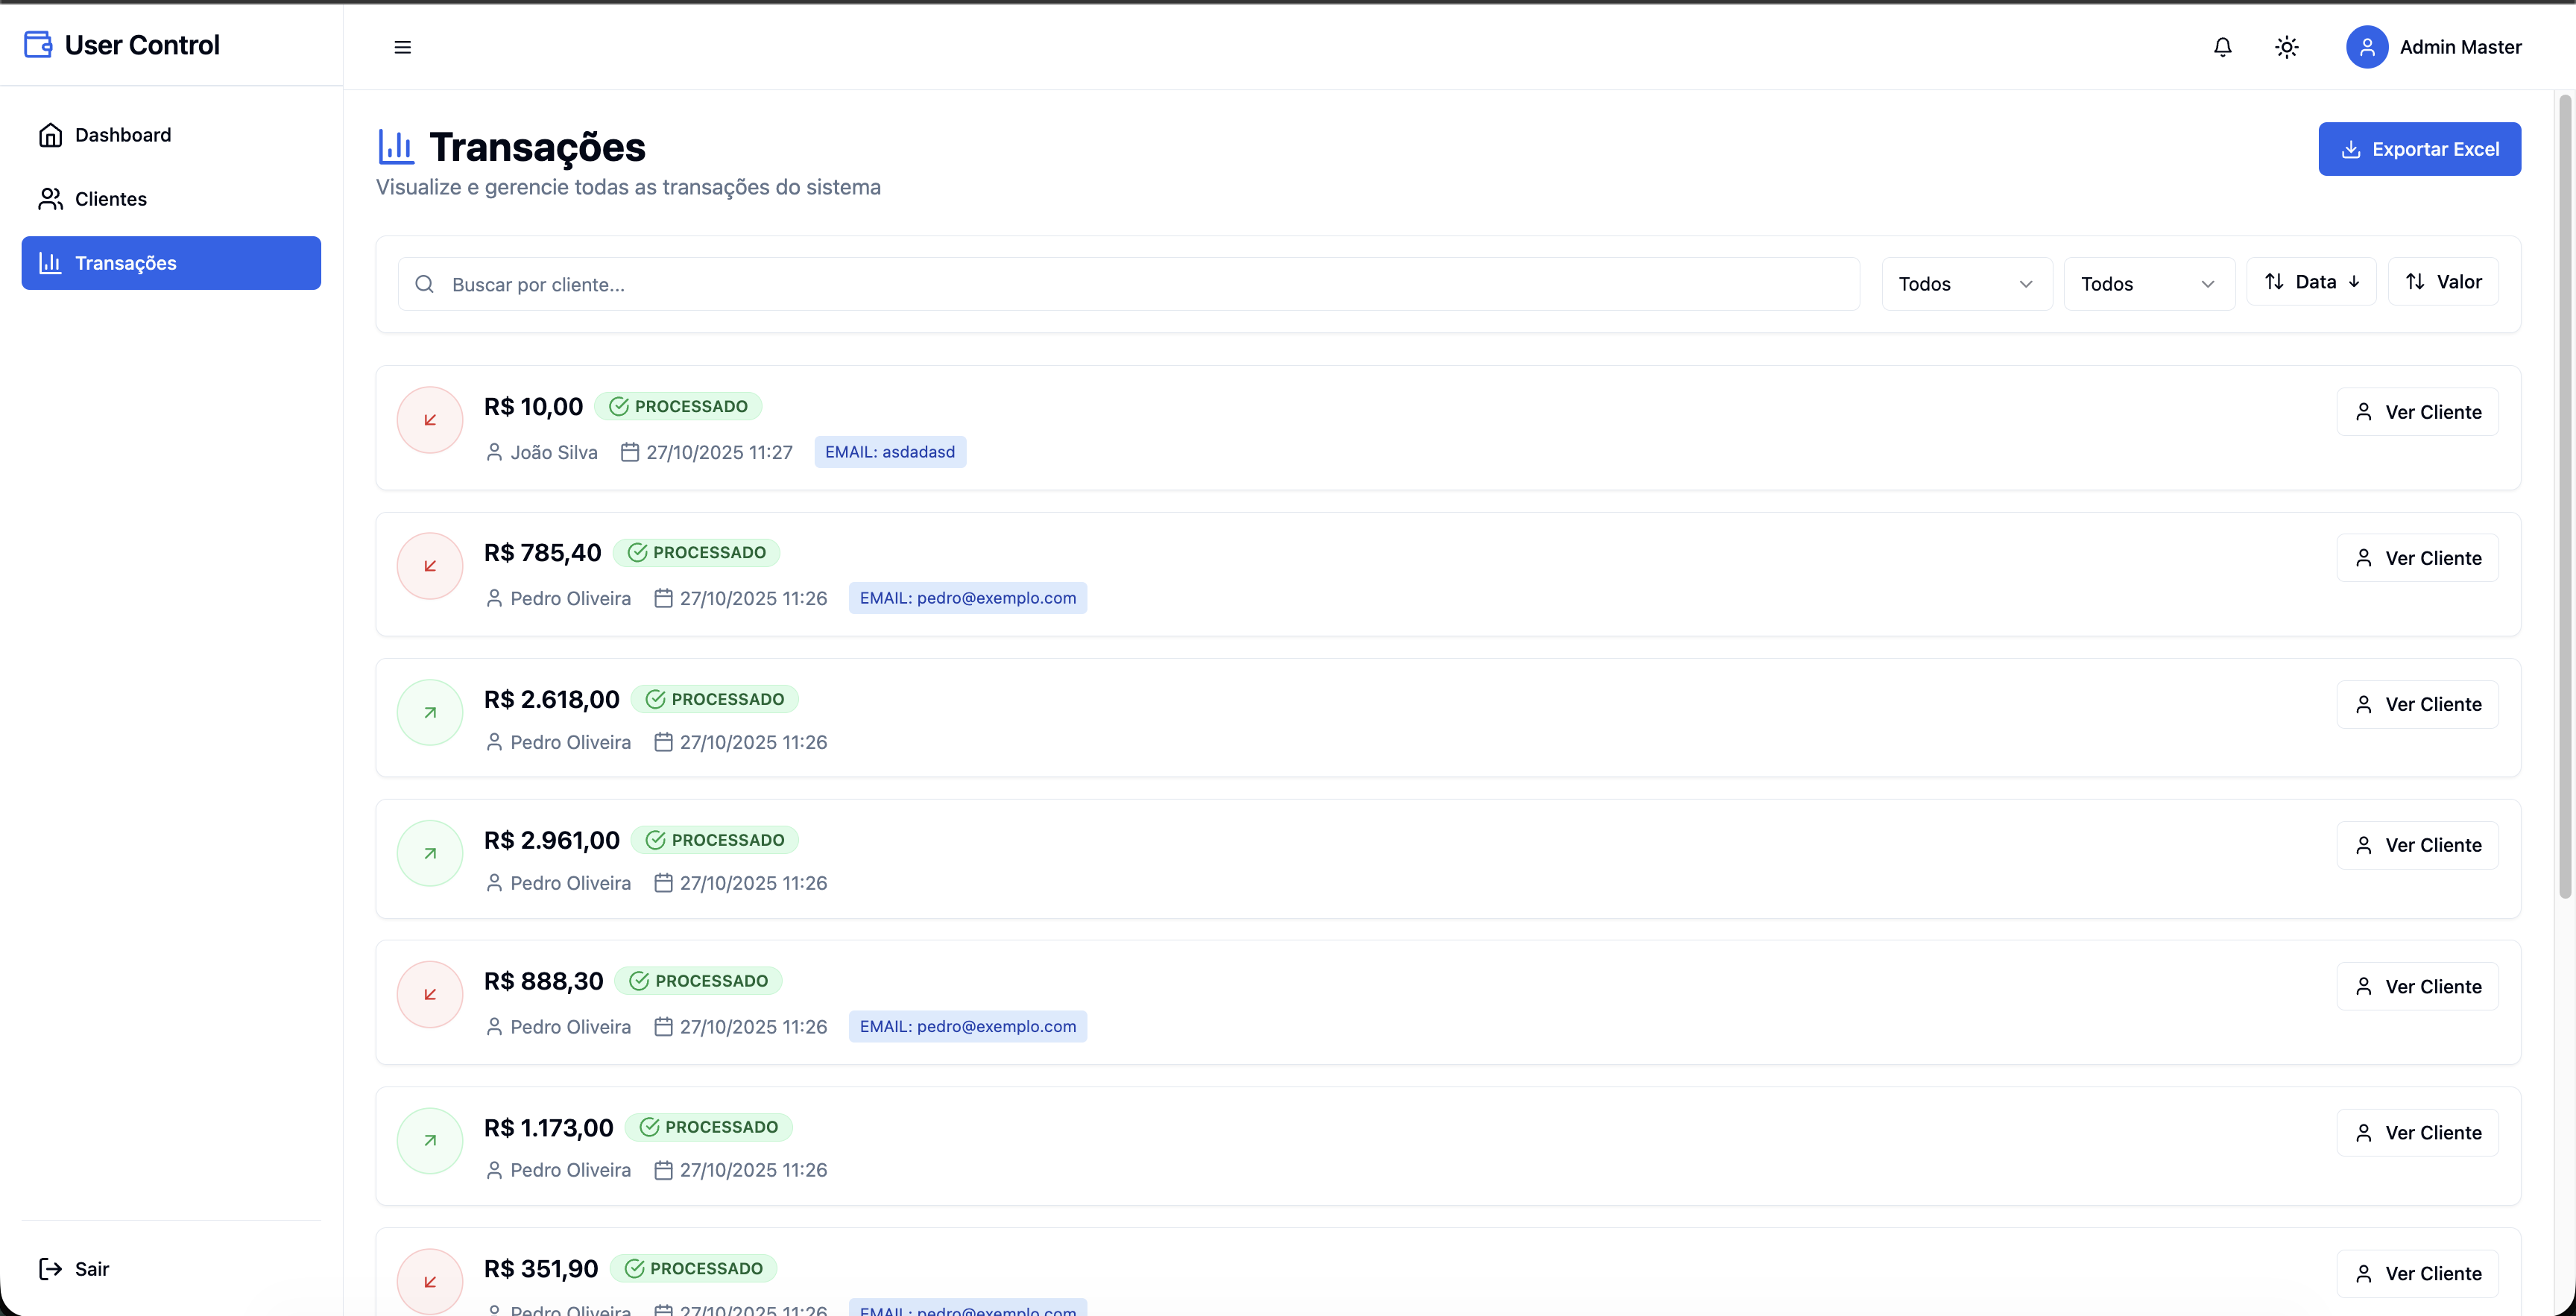 User Control
Admin Master
Dashboard
Clientes
Transações
Sair
Transações
Visualize e gerencie todas as transações do sistema
Exportar Excel
Buscar por cliente...
Todos
Todos
Data
Valor
R$ 10,00 PROCESSADO
João Silva 27/10/2025 11:27 EMAIL: asdadasd
Ver Cliente
R$ 785,40 PROCESSADO
Pedro Oliveira 27/10/2025 11:26 EMAIL: pedro@exemplo.com
Ver Cliente
R$ 2.618,00 PROCESSADO
Pedro Oliveira 27/10/2025 11:26
Ver Cliente
R$ 2.961,00 PROCESSADO
Pedro Oliveira 27/10/2025 11:26
Ver Cliente
R$ 888,30 PROCESSADO
Pedro Oliveira 27/10/2025 11:26 EMAIL: pedro@exemplo.com
Ver Cliente
R$ 1.173,00 PROCESSADO
Pedro Oliveira 27/10/2025 11:26
Ver Cliente
R$ 351,90 PROCESSADO
Pedro Oliveira 27/10/2025 11:26 EMAIL: pedro@exemplo.com
Ver Cliente